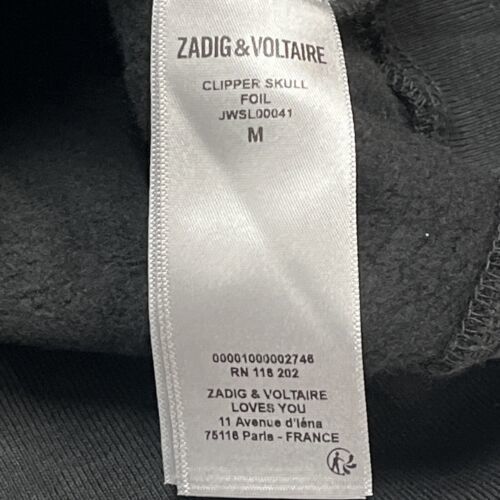 ZADIG & VOLTAIRE
CLIPPER SKULL
FOIL
JWSL00041
M
00001000002746
RN 116 202
ZADIG & VOLTAIRE
LOVES YOU
11 Avenue d'Iéna
75116 Paris - FRANCE